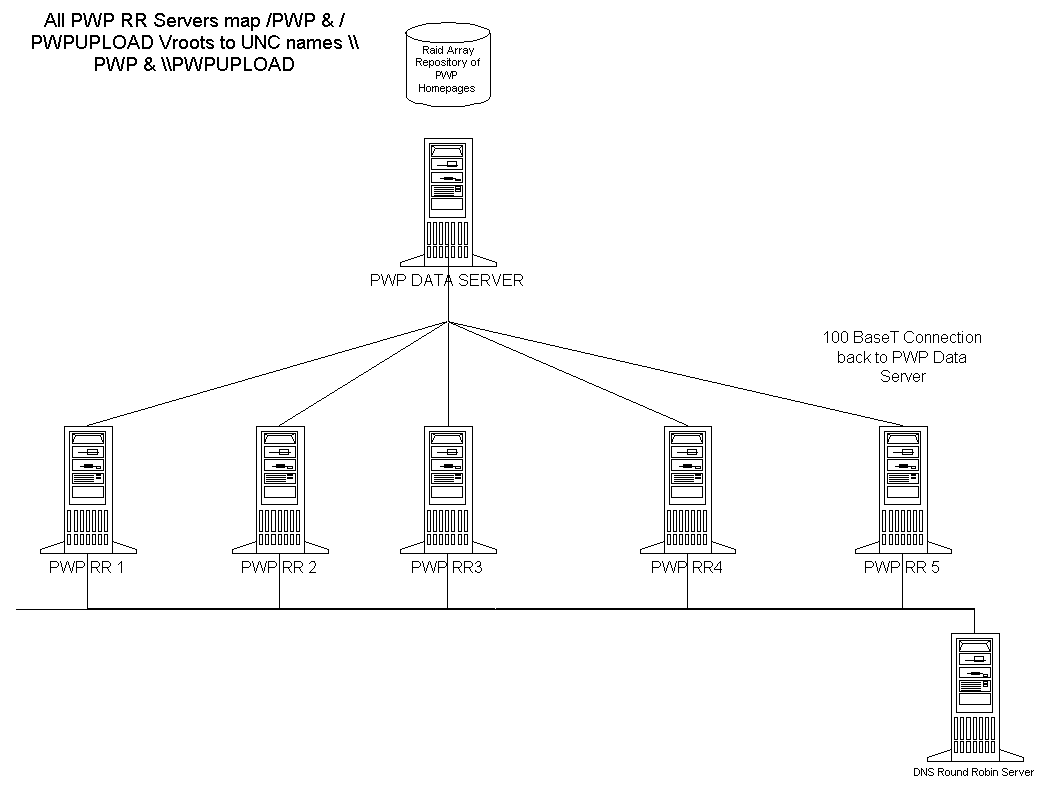 All PWP RR Servers map /PWP & /
PWPUPLOAD Vroots to UNC names \\
PWP & \\PWPUPLOAD
Raid Array
Repository of
PWP
Homepages
PWP DATA SERVER
100 BaseT Connection
back to PWP Data
Server
PWP RR 1
PWP RR 2
PWP RR3
PWP RR4
PWP RR 5
DNS Round Robin Server